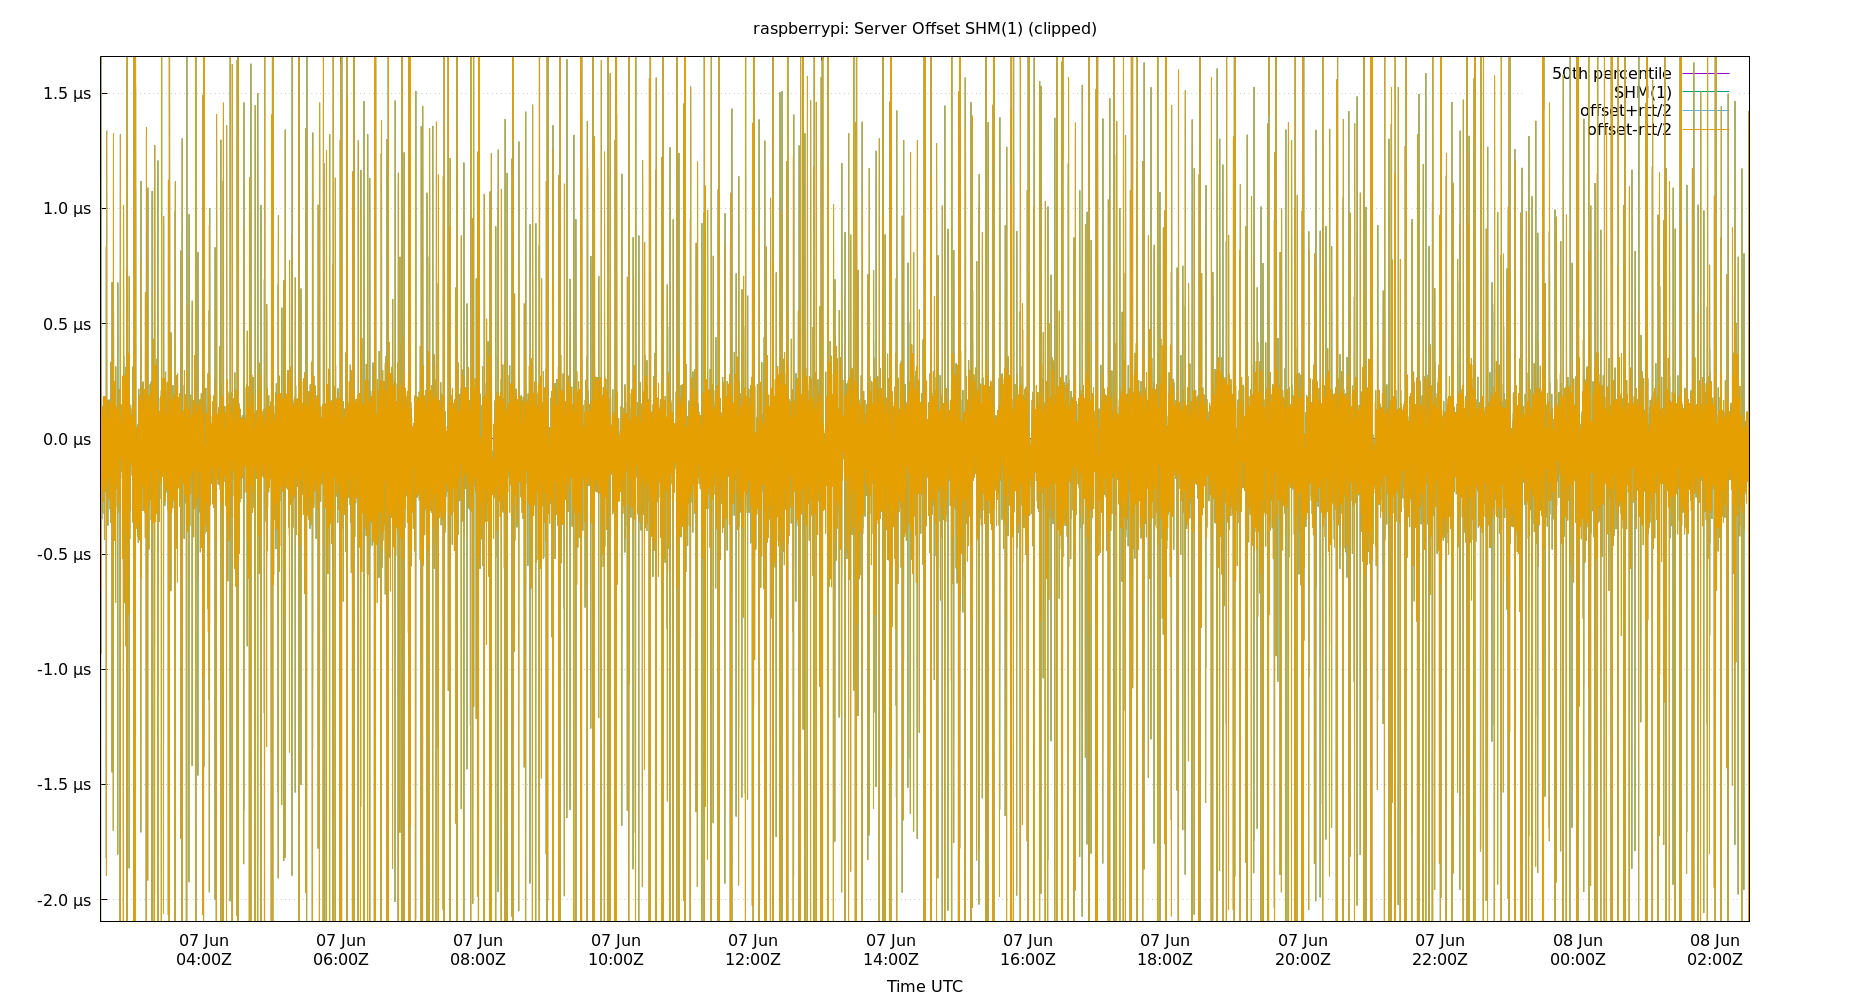 raspberrypi: Server Offset SHM(1) (clipped)
50th percentile
SHM(1)
offset+rtt/2
offset-rtt/2
1.5 µs
1.0 µs
0.5 µs
0.0 µs
-0.5 µs
-1.0 µs
-1.5 µs
-2.0 µs
07 Jun 07 Jun 07 Jun 07 Jun 07 Jun 07 Jun 07 Jun 07 Jun 07 Jun 07 Jun 08 Jun 08 Jun
04:00Z 06:00Z 08:00Z 10:00Z 12:00Z 14:00Z 16:00Z 18:00Z 20:00Z 22:00Z 00:00Z 02:00Z
Time UTC